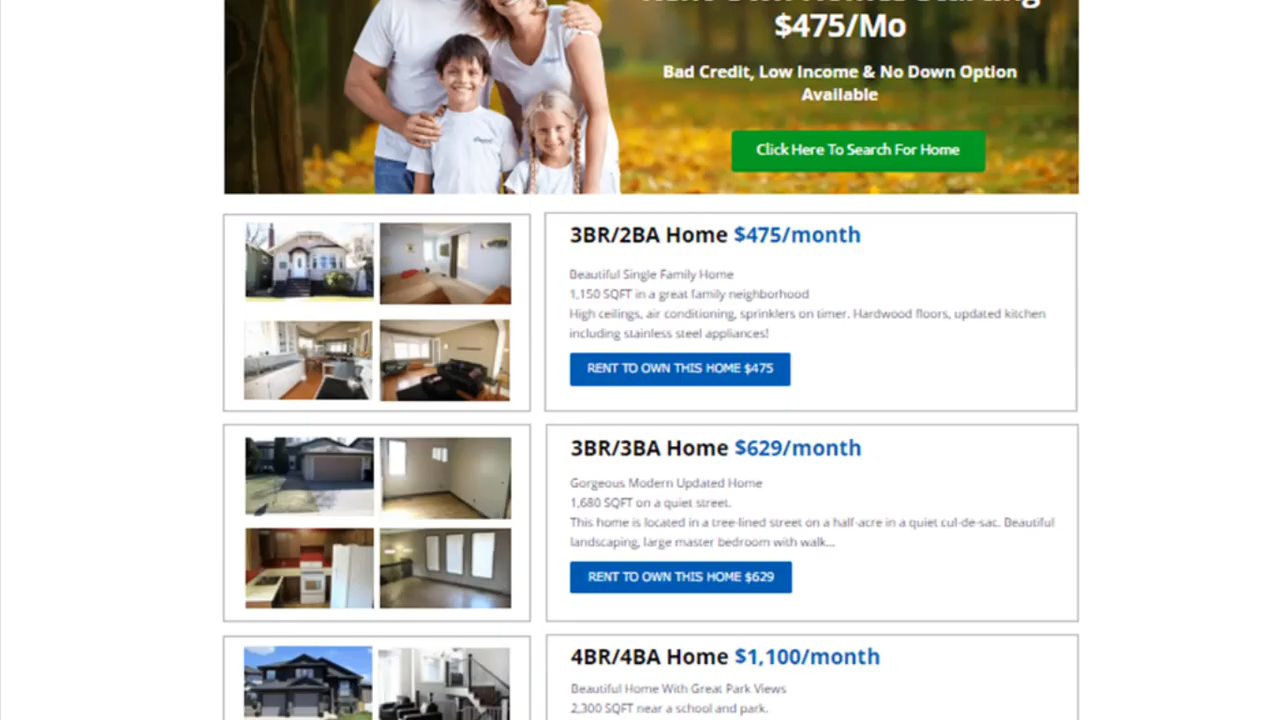 $475/Mo
Bad Credit, Low Income & No Down Option
Available
Click Here To Search For Home
3BR/2BA Home $475/month
Beautiful Single Family Home
1,150 SQFT in a great family neighborhood
High ceilings, air conditioning, sprinklers on timer. Hardwood floors, updated kitchen
including stainless steel appliances!
RENT TO OWN THIS HOME $475
3BR/3BA Home $629/month
Gorgeous Modern Updated Home
1,680 SQFT on a quiet street.
This home is located in a tree-lined street on a half-acre in a quiet cul-de-sac. Beautiful
landscaping, large master bedroom with walk...
RENT TO OWN THIS HOME $629
4BR/4BA Home $1,100/month
Beautiful Home With Great Park Views
2,300 SQFT near a school and park.